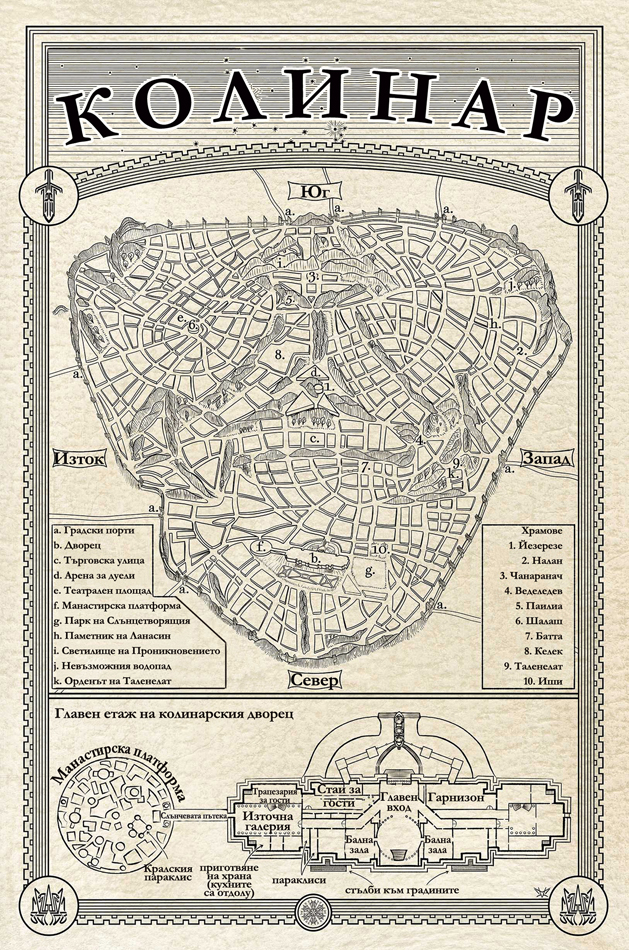 КОЛИНАР
Юг
a.
a.
a.
i.
3.
j.
5.
e.
6.
h.
8.
2.
d.
1.
a.
c.
4.
7.
9.
k.
Изток
Запад
a.
a.
f.
b.
10.
g.
a.
a.
a. Градски порти
b. Дворец
c. Търговска улица
d. Арена за дуели
e. Театрален площад
f. Манастирска платформа
g. Парк на Слънцетворящия
h. Паметник на Ланасин
i. Светилище на Проникновението
j. Невъзможния водопад
k. Орденът на Таленелат
Храмове
1. Йезерезе
2. Налан
3. Чанаранач
4. Веделедев
5. Паилиа
6. Шалаш
7. Батта
8. Келек
9. Таленелат
10. Иши
Север
Главен етаж на колинарския дворец
Манастирска платформа
Слънчевата пътека
Кралския
параклис
Трапезария
за гости
Стаи за
гости
Източна
галерия
Главен
вход
Гарнизон
Бална
зала
Бална
зала
приготвяне
на храна
(кухните
са отдолу)
параклиси
стълби към градините